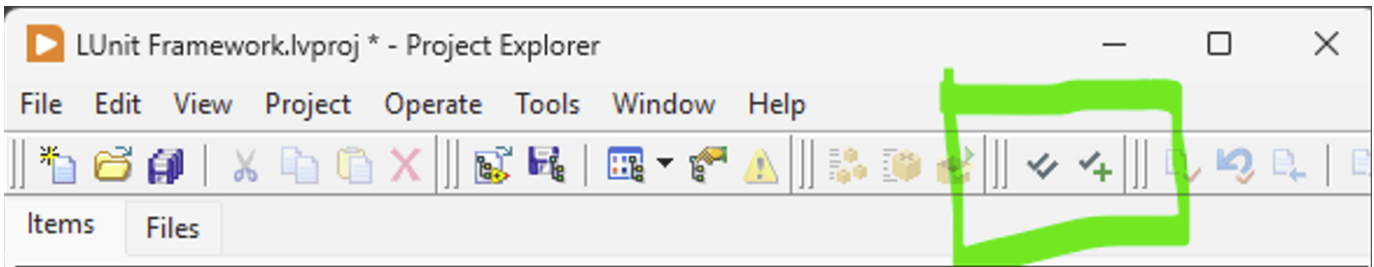 LUnit Framework.lvproj * - Project Explorer
File Edit View Project Operate Tools Window Help
Items Files